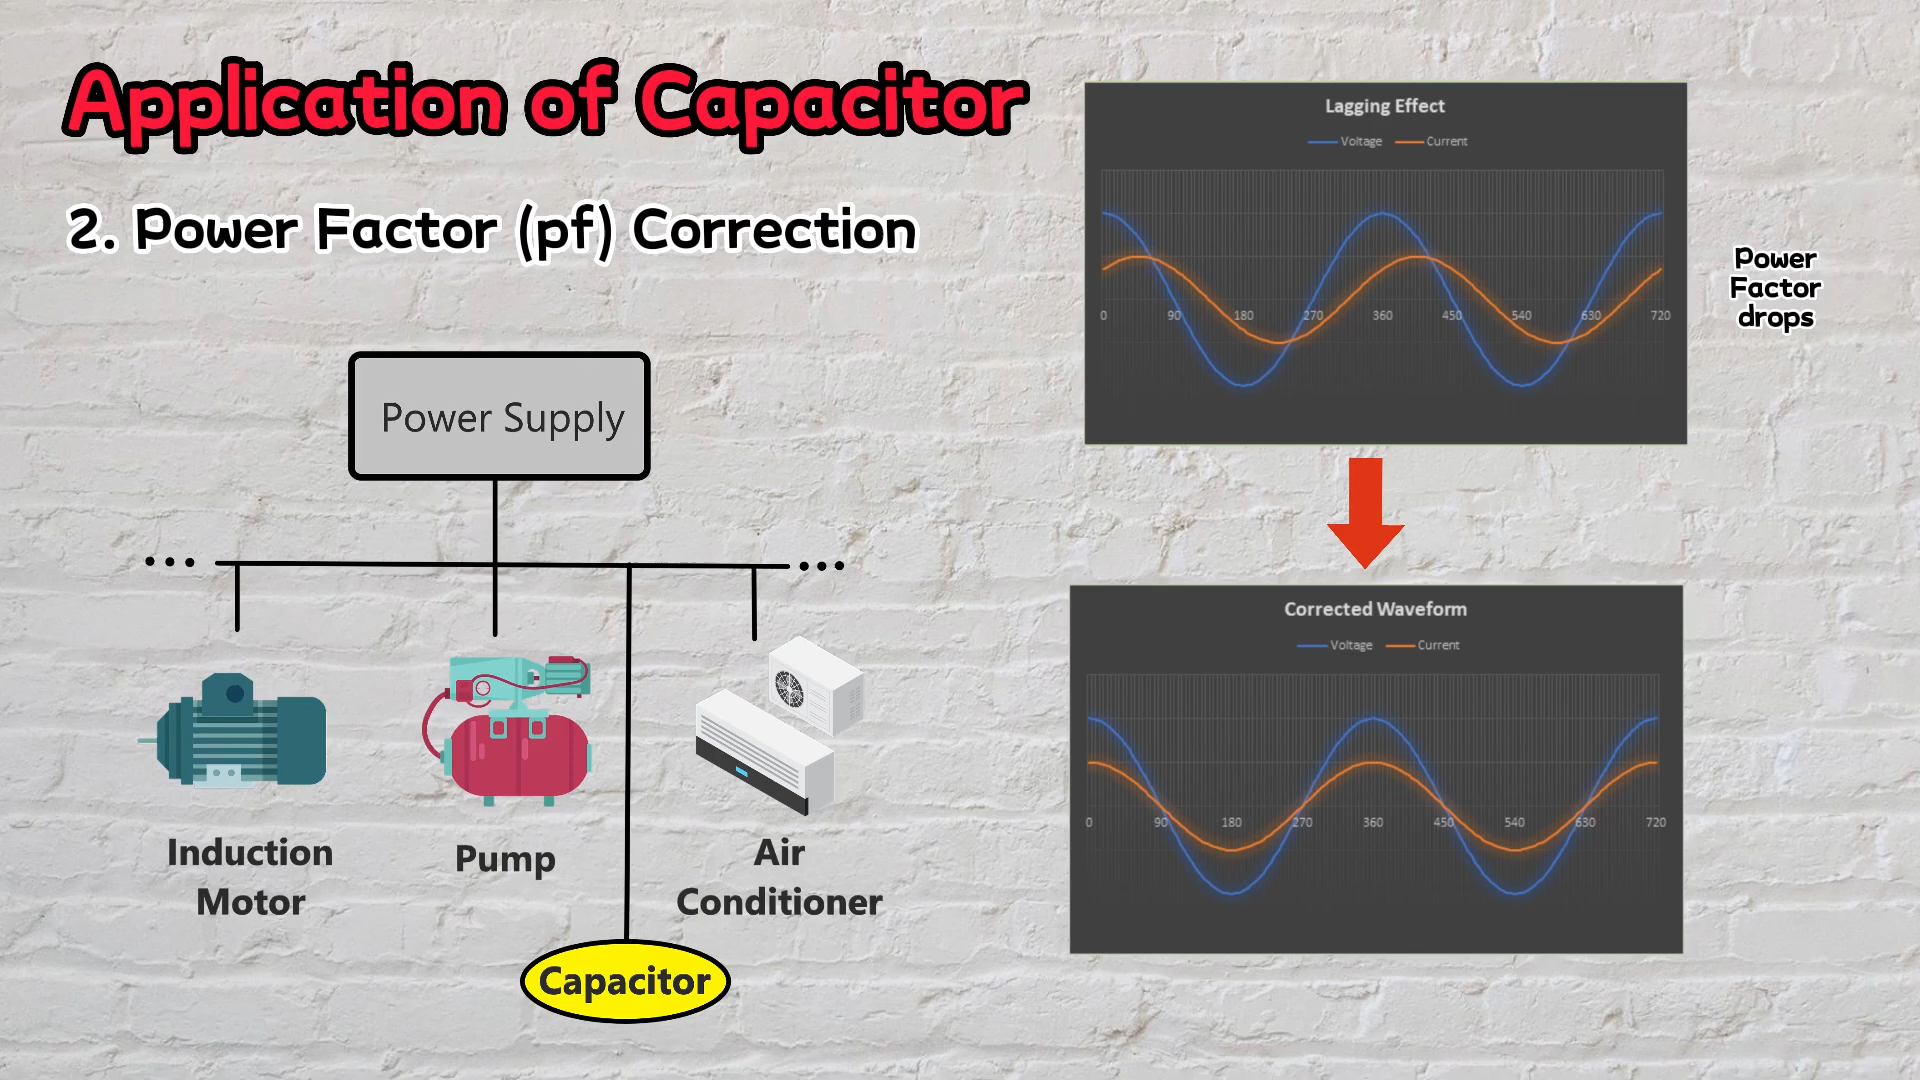 Application of Capacitor
2. Power Factor (pf) Correction
Power Supply
Induction
Motor
Pump
Air
Conditioner
Capacitor
Lagging Effect
Voltage Current
0 90 180 270 360 450 540 630 720
Power
Factor
drops
Corrected Waveform
Voltage Current
0 90 180 270 360 450 540 630 720